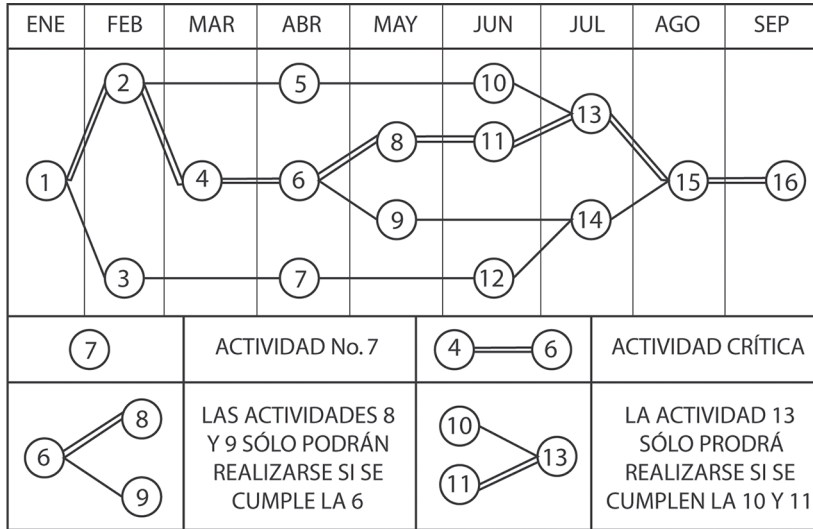 ENE FEB MAR ABR MAY JUN JUL AGO SEP
2 5 10
13
8 11
1 4 6 15 16
9 14
3 7 12
7 ACTIVIDAD No. 7 4 6 ACTIVIDAD CRÍTICA
6 8 9
LAS ACTIVIDADES 8
Y 9 SÓLO PODRÁN
REALIZARSE SI SE
CUMPLE LA 6
10 11 13
LA ACTIVIDAD 13
SÓLO PRODRÁ
REALIZARSE SI SE
CUMPLEN LA 10 Y 11